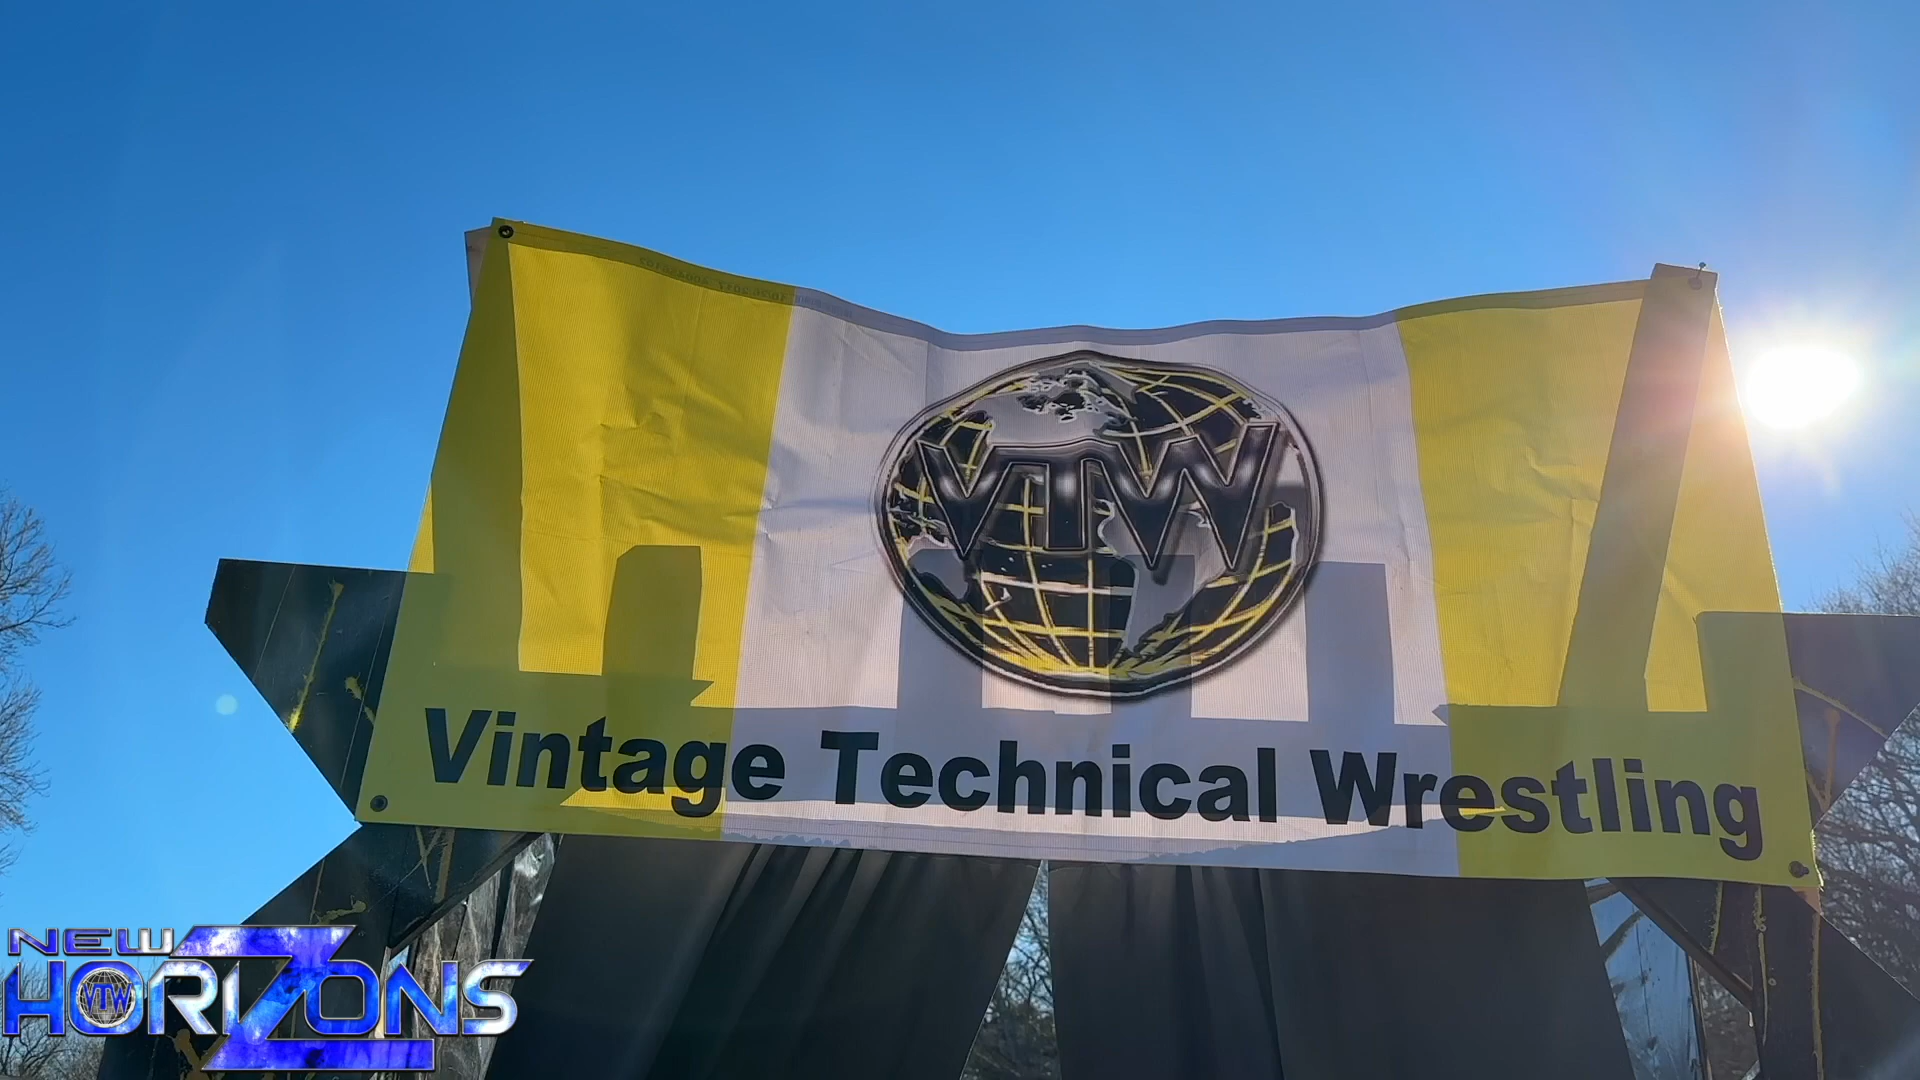 VTW
Vintage Technical Wrestling
NEW
HORIZONS
VTW